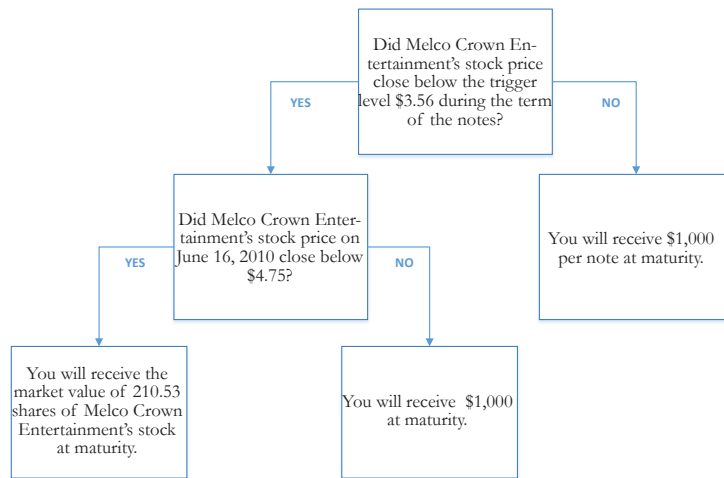 Did Melco Crown En-
tertainment's stock price
close below the trigger
level $3.56 during the term
of the notes?
YES
NO
Did Melco Crown Enter-
tainment's stock price on
June 16, 2010 close below
$4.75?
You will receive $1,000
per note at maturity.
YES
NO
You will receive the
market value of 210.53
shares of Melco Crown
Entertainment's stock
at maturity.
You will receive $1,000
at maturity.